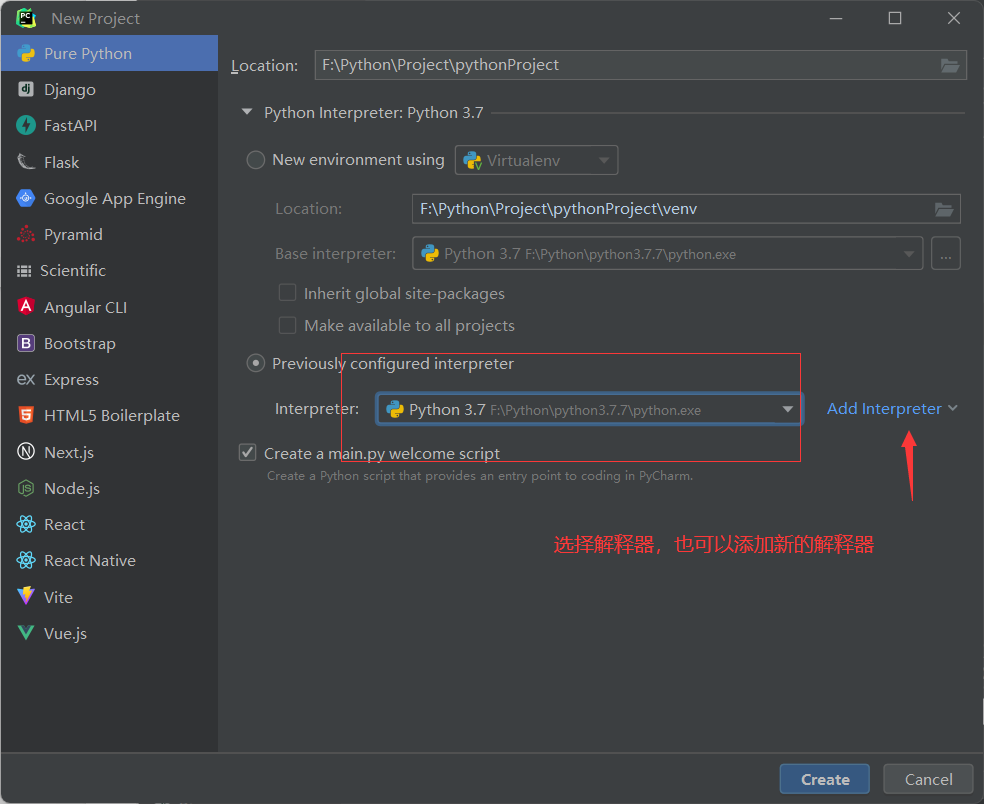 New Project
Pure Python
Django
FastAPI
Flask
Google App Engine
Pyramid
Scientific
Angular CLI
Bootstrap
Express
HTML5 Boilerplate
Next.js
Node.js
React
React Native
Vite
Vue.js
Location: F:\Python\Project\pythonProject
Python Interpreter: Python 3.7
New environment using Virtualenv
Location: F:\Python\Project\pythonProject\venv
Base interpreter: Python 3.7 F:\Python\python3.7.7\python.exe ...
Inherit global site-packages
Make available to all projects
Previously configured interpreter
Interpreter: Python 3.7 F:\Python\python3.7.7\python.exe Add Interpreter
Create a main.py welcome script
Create a Python script that provides an entry point to coding in PyCharm.
选择解释器，也可以添加新的解释器
Create Cancel